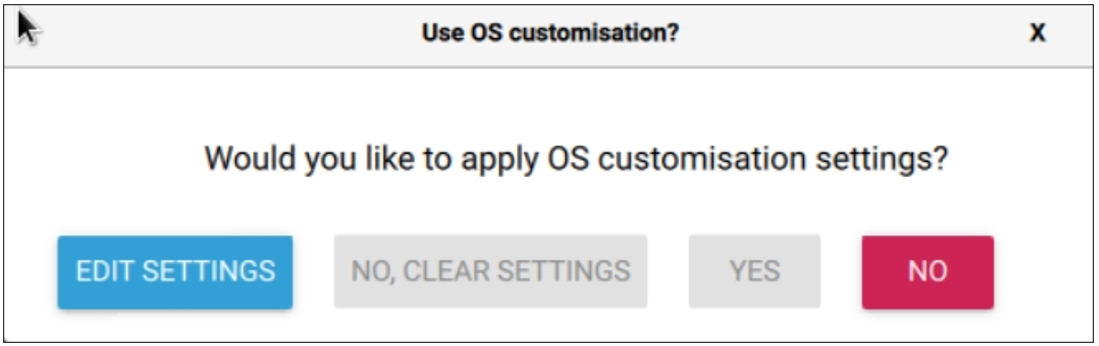 Use OS customisation? X
Would you like to apply OS customisation settings?
EDIT SETTINGS NO, CLEAR SETTINGS YES NO